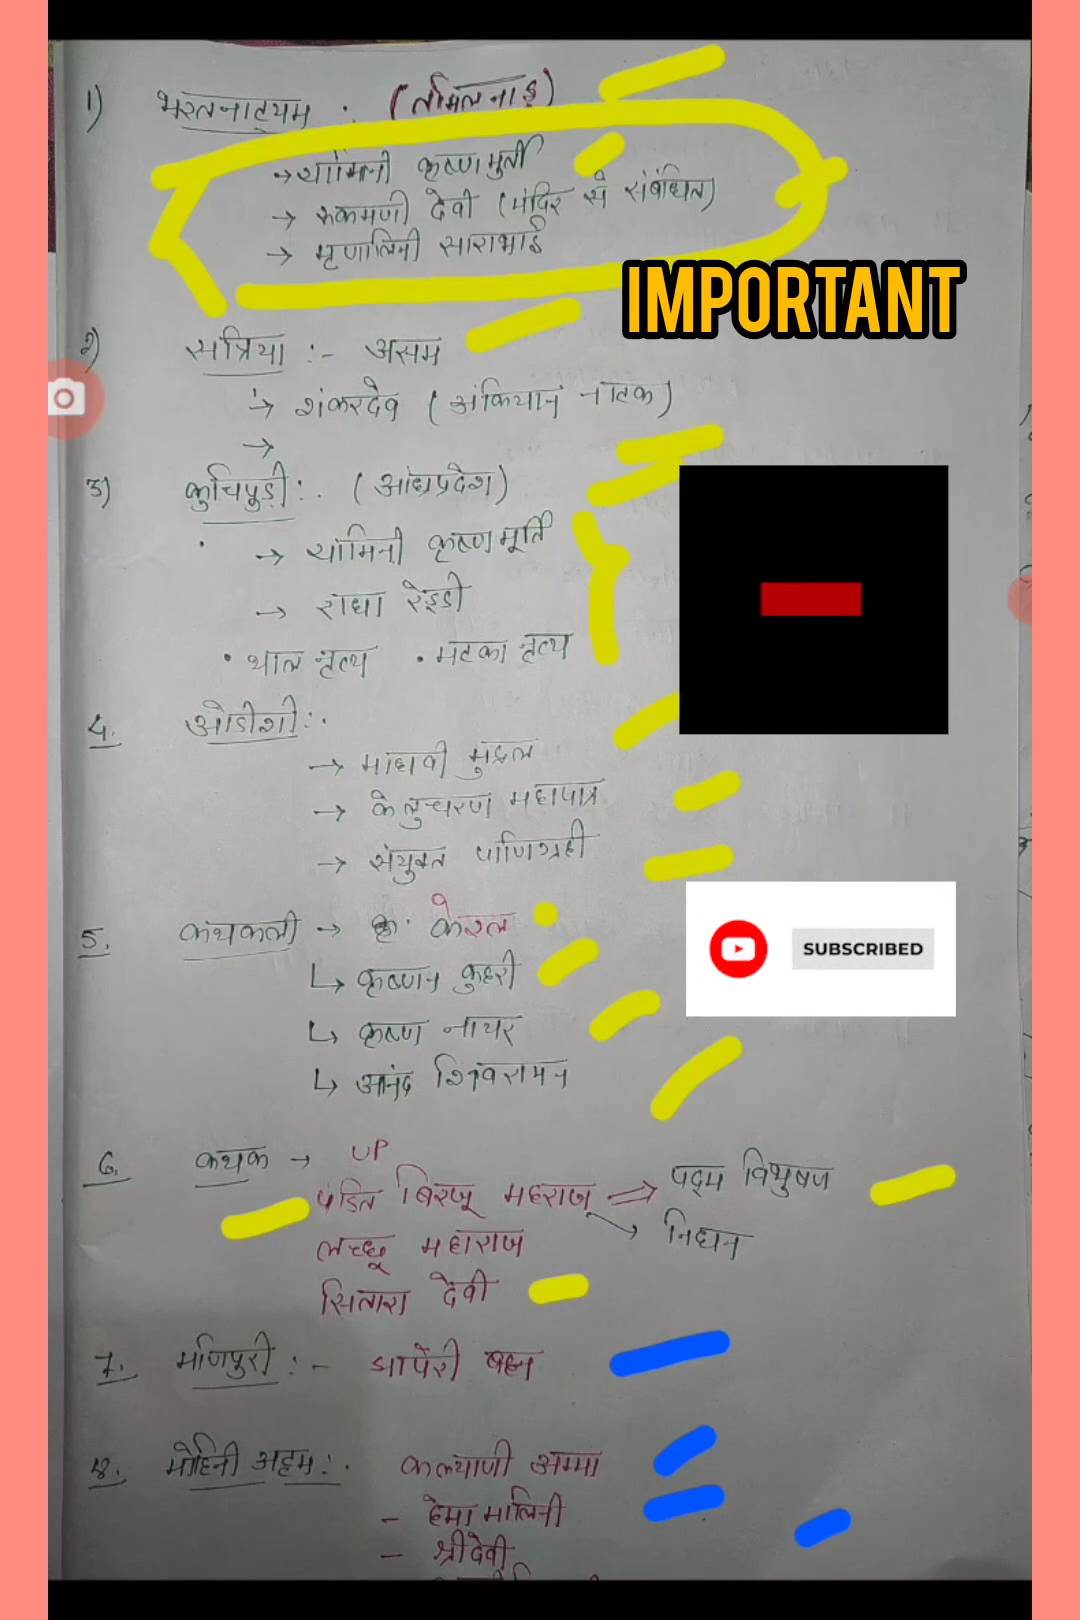 1) भरतनाट्यम : (तमिलनाडु)
→ यामिनी कृष्णमुर्ती
→ रुकमणी देवी (मंदिर से संबंधित)
→ मृणालिनी साराभाई
IMPORTANT
2) सत्रिया :- असम
→ शंकरदेव (अंकियानं नाटक)
→
3) कुचिपुड़ी :. (आंध्रप्रदेश)
→ यामिनी कृष्णमूर्ति
→ राधा रेड्डी
• थाल नृत्य • मटका नृत्य
4. ओडीशी :.
→ माधवी मुद्गल
→ केलुचरण महापात्र
→ संयुक्त पाणिग्रही
SUBSCRIBED
5. कथकली → केरल
↳ कृष्णन कुट्टी
↳ कृष्ण नायर
↳ आनंद शिवरामन
6. कथक → UP
पंडित बिरजू महराजू ⇒ पद्म विभुषण
→ निधन
लच्छू महाराज
सितारा देवी
7. मणिपुरी :-
8. मोहिनी अट्टम :. कल्याणी अम्मा
- हेमा मालिनी
- श्रीदेवी